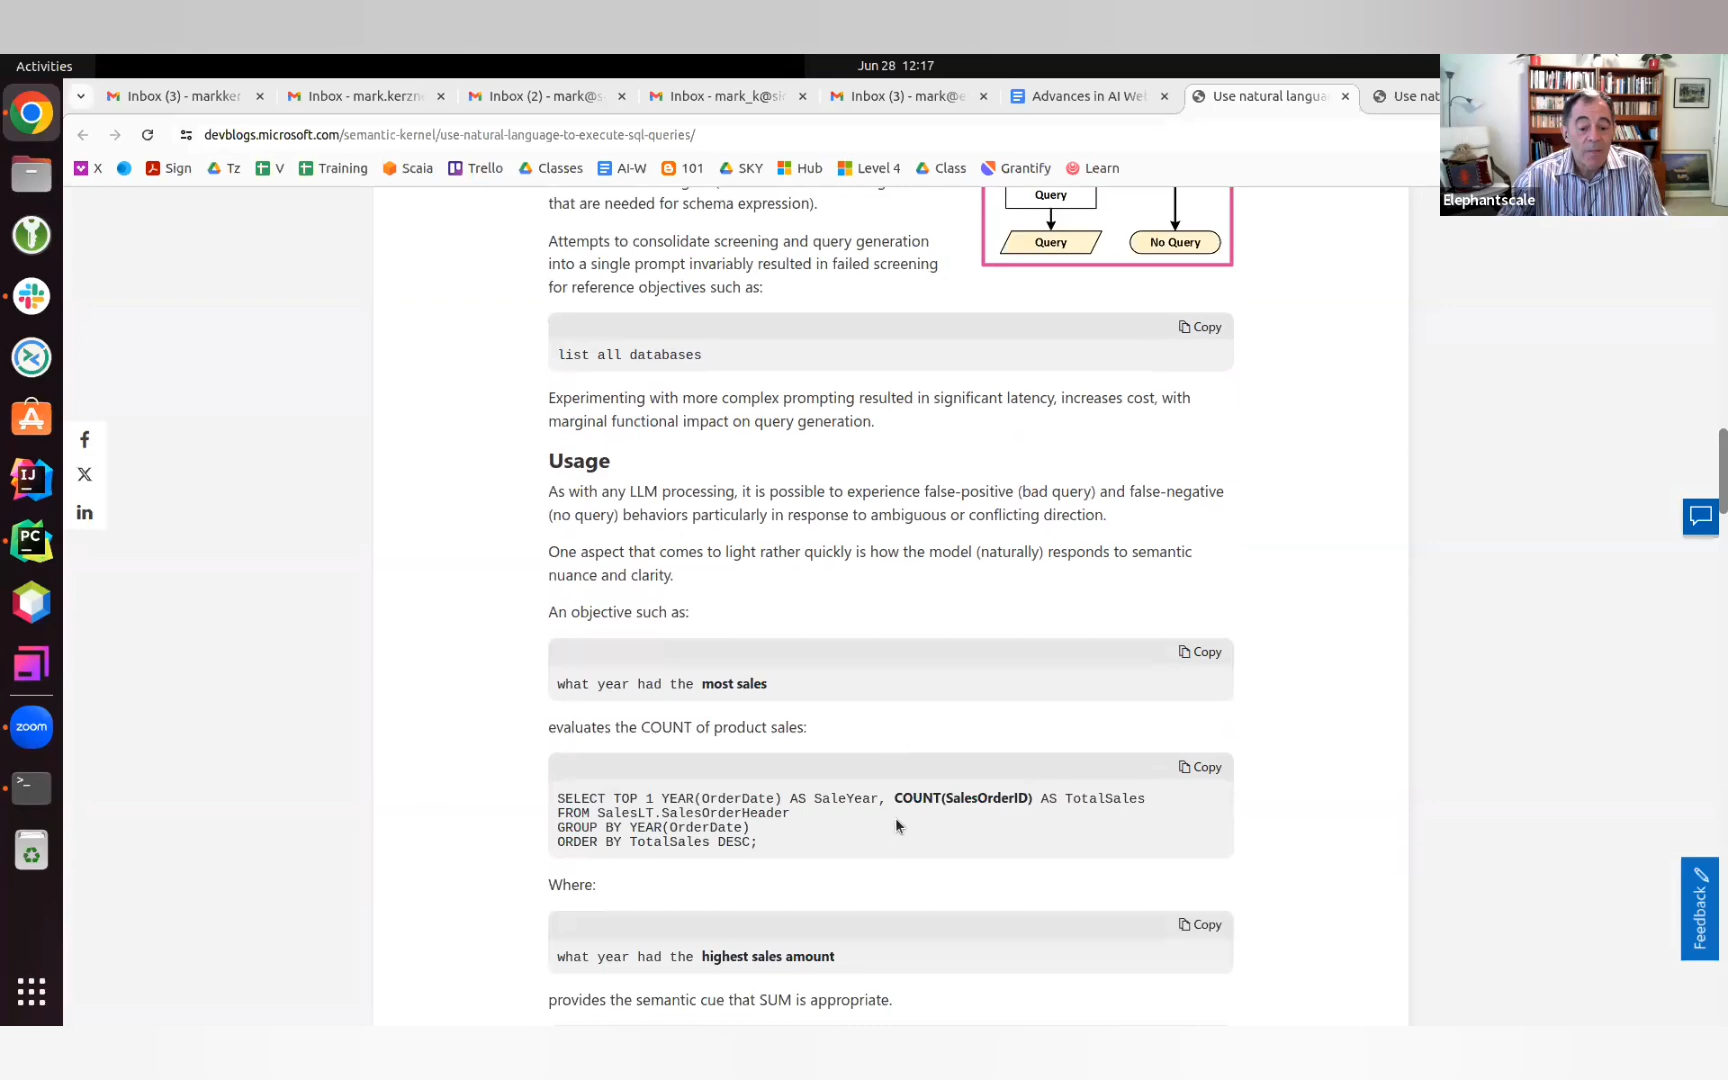 Activities
Jun 28 12:17
Inbox (3) - markker
Inbox - mark.kerzn
Inbox (2) - mark@s
Inbox - mark_k@si
Inbox (3) - mark@e
Advances in AI Wel
Use natural langua
Use nat
devblogs.microsoft.com/semantic-kernel/use-natural-language-to-execute-sql-queries/
X
Sign
Tz
V
Training
Scaia
Trello
Classes
AI-W
101
SKY
Hub
Level 4
Class
Grantify
Learn
Elephantscale
that are needed for schema expression).
Query
Query
No Query
Attempts to consolidate screening and query generation
into a single prompt invariably resulted in failed screening
for reference objectives such as:
Copy
list all databases
Experimenting with more complex prompting resulted in significant latency, increases cost, with
marginal functional impact on query generation.
Usage
As with any LLM processing, it is possible to experience false-positive (bad query) and false-negative
(no query) behaviors particularly in response to ambiguous or conflicting direction.
One aspect that comes to light rather quickly is how the model (naturally) responds to semantic
nuance and clarity.
An objective such as:
Copy
what year had the most sales
evaluates the COUNT of product sales:
Copy
SELECT TOP 1 YEAR(OrderDate) AS SaleYear, COUNT(SalesOrderID) AS TotalSales
FROM SalesLT.SalesOrderHeader
GROUP BY YEAR(OrderDate)
ORDER BY TotalSales DESC;
Where:
Copy
what year had the highest sales amount
provides the semantic cue that SUM is appropriate.
Feedback
IJ
PC
zoom